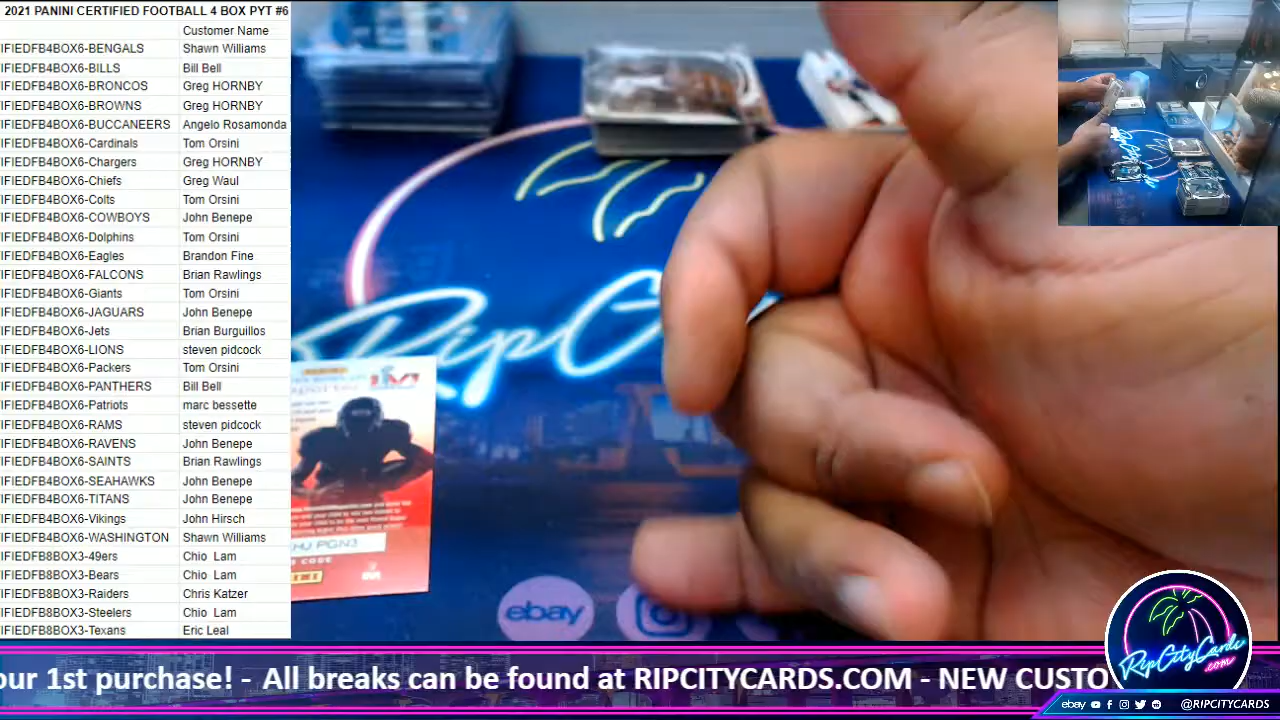 2021 PANINI CERTIFIED FOOTBALL 4 BOX PYT #6
Customer Name
IFIEDFB4BOX6-BENGALS Shawn Williams
IFIEDFB4BOX6-BILLS Bill Bell
IFIEDFB4BOX6-BRONCOS Greg HORNBY
IFIEDFB4BOX6-BROWNS Greg HORNBY
IFIEDFB4BOX6-BUCCANEERS Angelo Rosamonda
IFIEDFB4BOX6-Cardinals Tom Orsini
IFIEDFB4BOX6-Chargers Greg HORNBY
IFIEDFB4BOX6-Chiefs Greg Waul
IFIEDFB4BOX6-Colts Tom Orsini
IFIEDFB4BOX6-COWBOYS John Benepe
IFIEDFB4BOX6-Dolphins Tom Orsini
IFIEDFB4BOX6-Eagles Brandon Fine
IFIEDFB4BOX6-FALCONS Brian Rawlings
IFIEDFB4BOX6-Giants Tom Orsini
IFIEDFB4BOX6-JAGUARS John Benepe
IFIEDFB4BOX6-Jets Brian Burguillos
IFIEDFB4BOX6-LIONS steven pidcock
IFIEDFB4BOX6-Packers Tom Orsini
IFIEDFB4BOX6-PANTHERS Bill Bell
IFIEDFB4BOX6-Patriots marc bessette
IFIEDFB4BOX6-RAMS steven pidcock
IFIEDFB4BOX6-RAVENS John Benepe
IFIEDFB4BOX6-SAINTS Brian Rawlings
IFIEDFB4BOX6-SEAHAWKS John Benepe
IFIEDFB4BOX6-TITANS John Benepe
IFIEDFB4BOX6-Vikings John Hirsch
IFIEDFB4BOX6-WASHINGTON Shawn Williams
IFIEDFB8BOX3-49ers Chio Lam
IFIEDFB8BOX3-Bears Chio Lam
IFIEDFB8BOX3-Raiders Chris Katzer
IFIEDFB8BOX3-Steelers Chio Lam
IFIEDFB8BOX3-Texans Eric Leal
RipC
LVI
HJ PGN3
CODE
ebay
our 1st purchase! - All breaks can be found at RIPCITYCARDS.COM - NEW CUSTO
RipCityCards
.com
ebay @RIPCITYCARDS